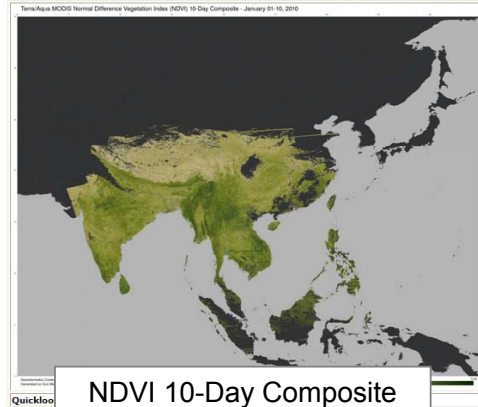 Terra/Aqua MODIS Normal Difference Vegetation Index (NDVI) 10-Day Composite - January 01-10, 2010
Quickloo
NDVI 10-Day Composite